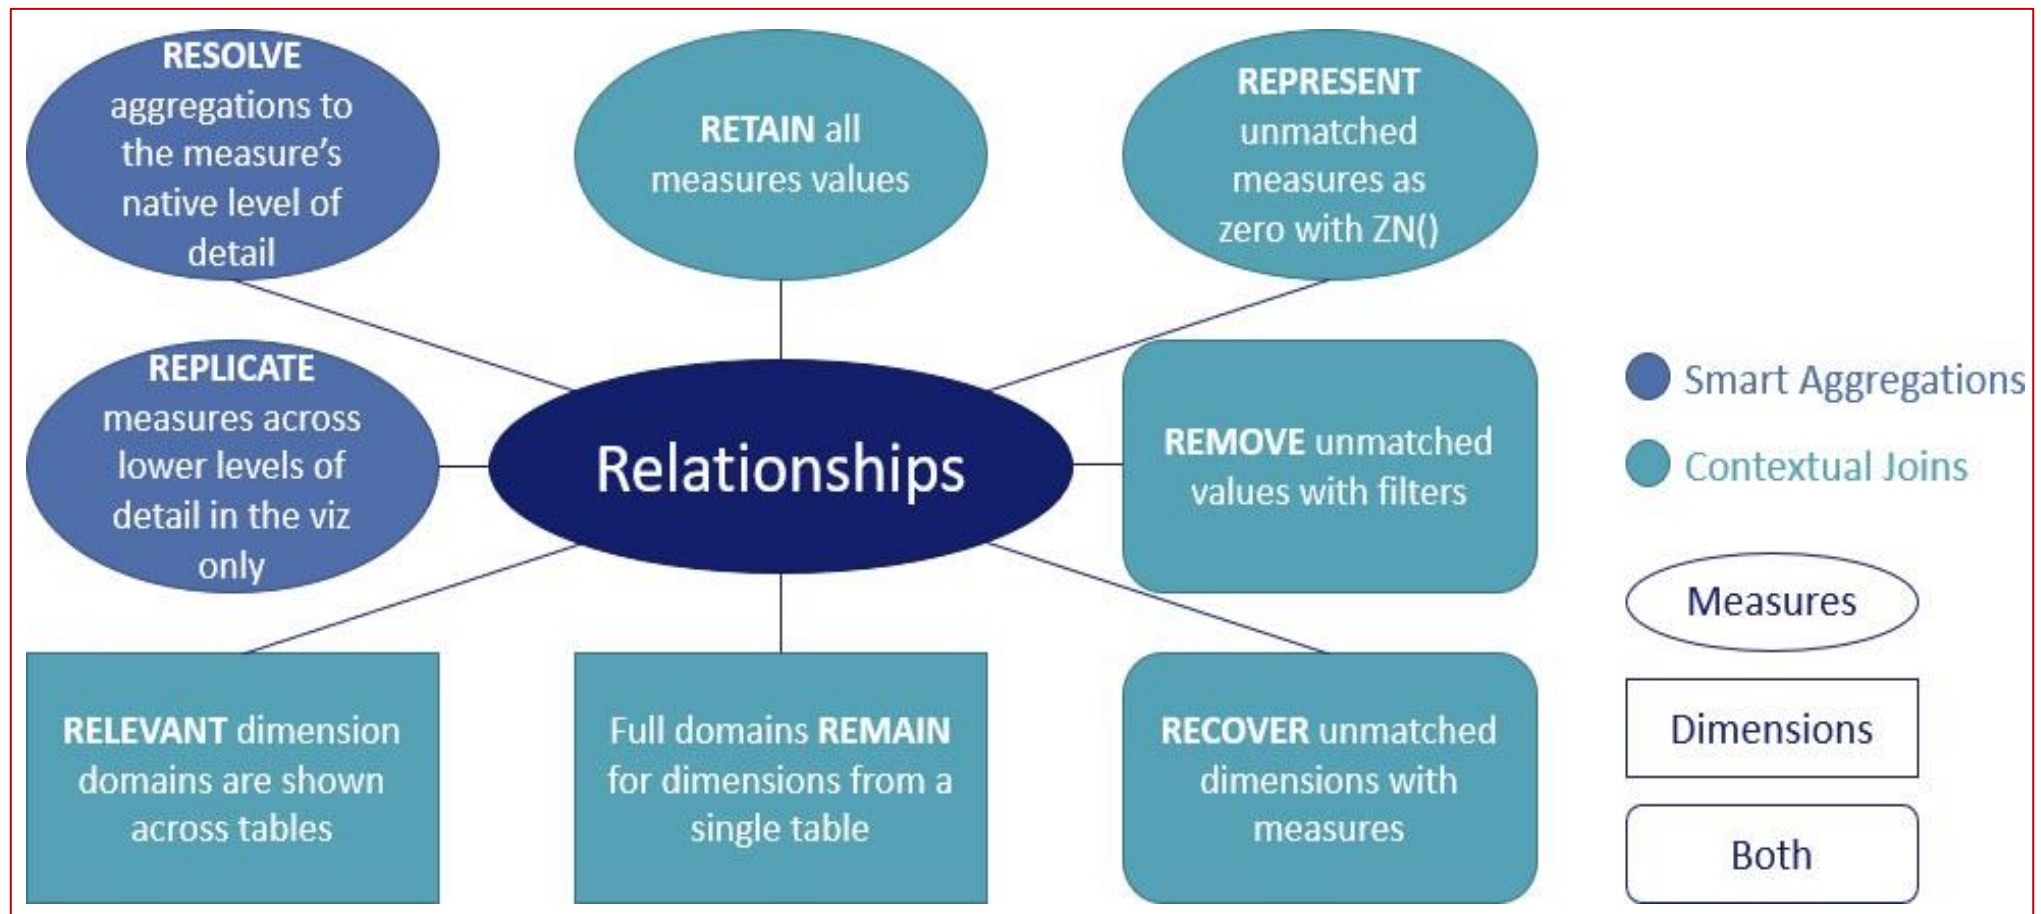 RESOLVE
aggregations to
the measure’s
native level of
detail
RETAIN all
measures values
REPRESENT
unmatched
measures as
zero with ZN()
REPLICATE
measures across
lower levels of
detail in the viz
only
Relationships
REMOVE unmatched
values with filters
RELEVANT dimension
domains are shown
across tables
Full domains REMAIN
for dimensions from a
single table
RECOVER unmatched
dimensions with
measures
Smart Aggregations
Contextual Joins
Measures
Dimensions
Both